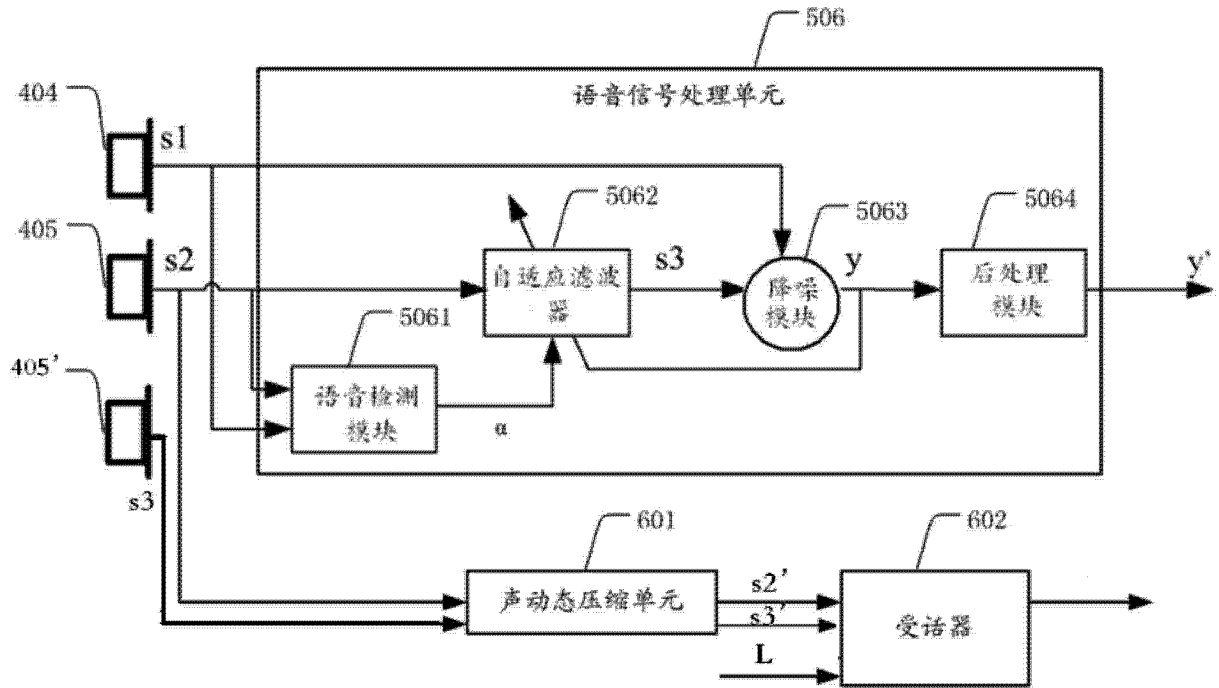 506
语音信号处理单元
404
s1
5062
5063
5064
405
s2
自适应滤波
器
s3
降噪
模块
y
后处理
模块
y'
5061
405'
语音检测
模块
α
s3
601
602
声动态压缩单元
s2'
s3'
受话器
L